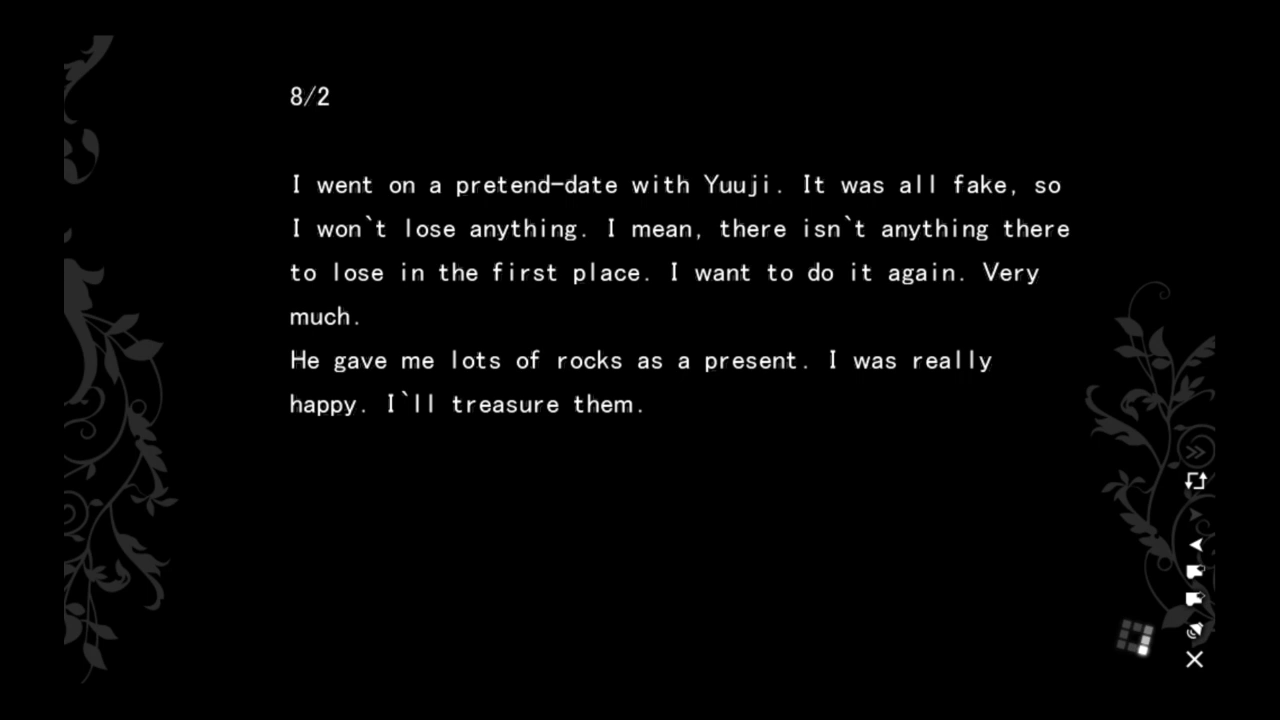 8/2
I went on a pretend-date with Yuuji. It was all fake, so
I won`t lose anything. I mean, there isn`t anything there
to lose in the first place. I want to do it again. Very
much.
He gave me lots of rocks as a present. I was really
happy. I`ll treasure them.